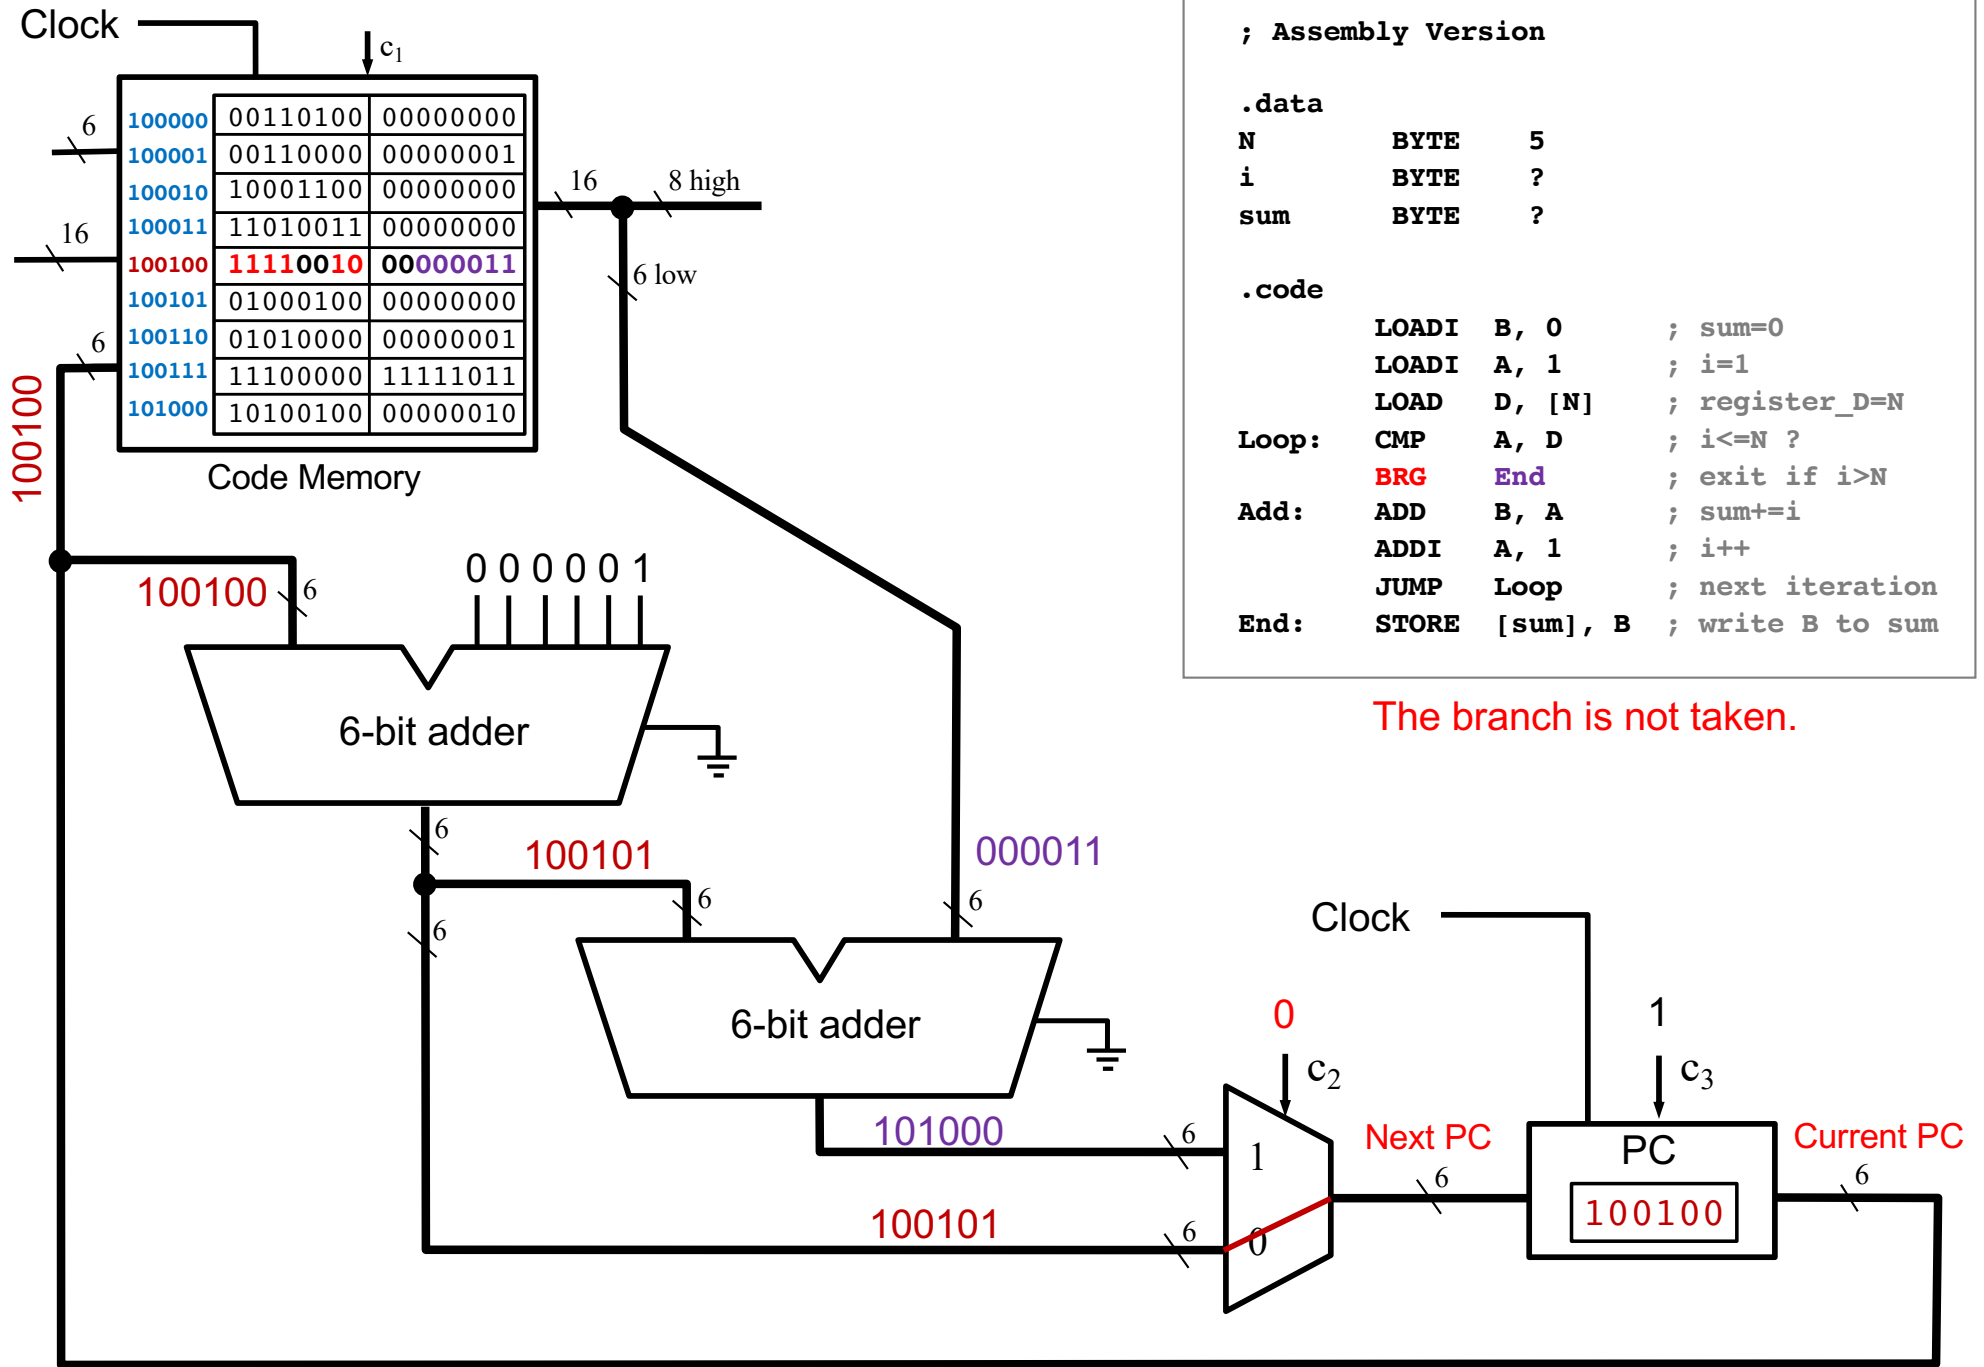 Clock
c1
6
16
6
100000 00110100 00000000
100001 00110000 00000001
100010 10001100 00000000
100011 11010011 00000000
100100 11110010 00000011
100101 01000100 00000000
100110 01010000 00000001
100111 11100000 11111011
101000 10100100 00000010
Code Memory
16
8 high
6 low
100100
; Assembly Version
.data
N BYTE 5
i BYTE ?
sum BYTE ?
.code
LOADI B, 0 ; sum=0
LOADI A, 1 ; i=1
LOAD D, [N] ; register_D=N
Loop: CMP A, D ; i<=N ?
BRG End ; exit if i>N
Add: ADD B, A ; sum+=i
ADDI A, 1 ; i++
JUMP Loop ; next iteration
End: STORE [sum], B ; write B to sum
The branch is not taken.
100100
6
0 0 0 0 0 1
6-bit adder
6
100101
6
6
000011
6
6-bit adder
101000
6
100101
6
0
c2
1
0
Next PC
6
Clock
1
c3
PC
100100
Current PC
6